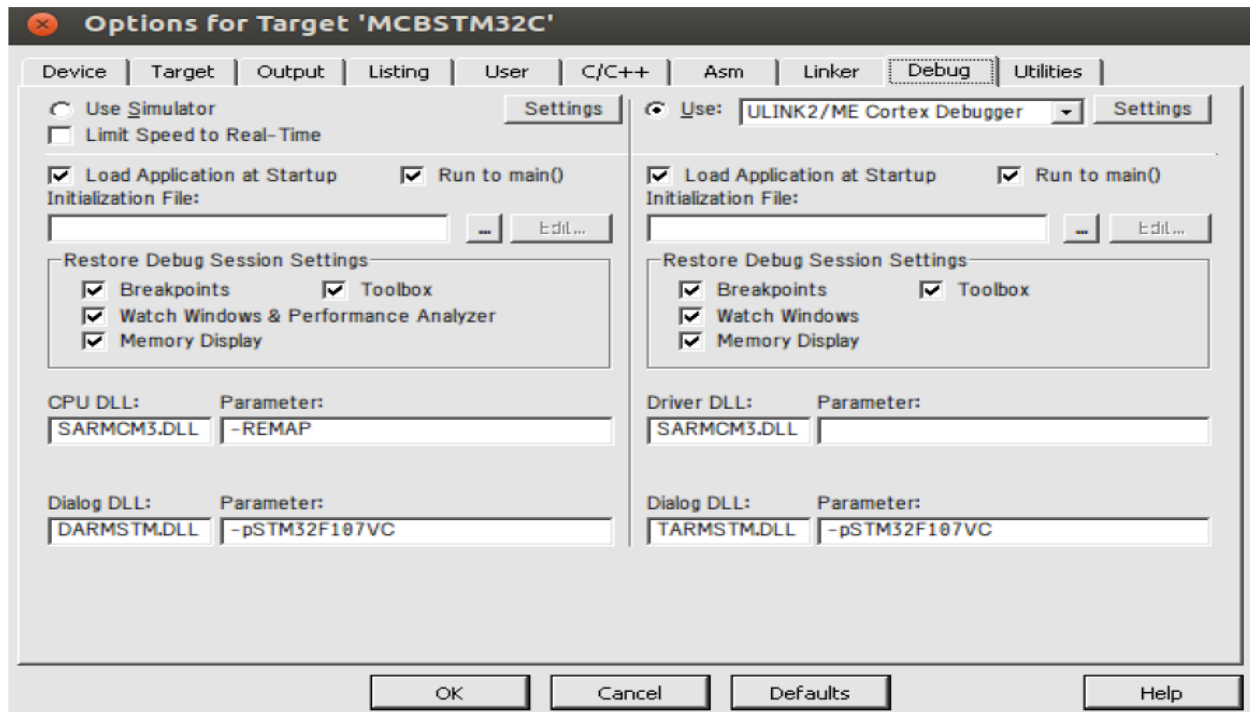 Options for Target 'MCBSTM32C'
Device Target Output Listing User C/C++ Asm Linker Debug Utilities
Use Simulator Settings
Limit Speed to Real-Time
Use: ULINK2/ME Cortex Debugger Settings
Load Application at Startup Run to main()
Initialization File:
... Edit...
Restore Debug Session Settings
Breakpoints Toolbox
Watch Windows & Performance Analyzer
Memory Display
Load Application at Startup Run to main()
Initialization File:
... Edit...
Restore Debug Session Settings
Breakpoints Toolbox
Watch Windows
Memory Display
CPU DLL: Parameter:
SARMCM3.DLL -REMAP
Driver DLL: Parameter:
SARMCM3.DLL
Dialog DLL: Parameter:
DARMSTM.DLL -pSTM32F107VC
Dialog DLL: Parameter:
TARMSTM.DLL -pSTM32F107VC
OK Cancel Defaults Help